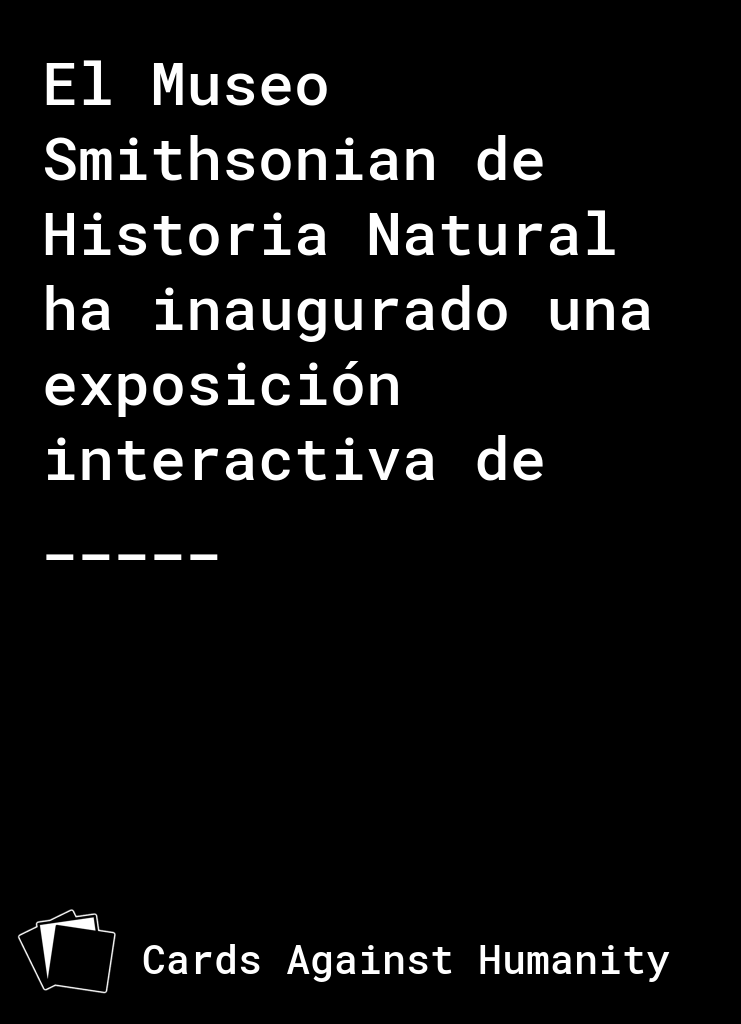 El Museo
Smithsonian de
Historia Natural
ha inaugurado una
exposición
interactiva de
_____
Cards Against Humanity